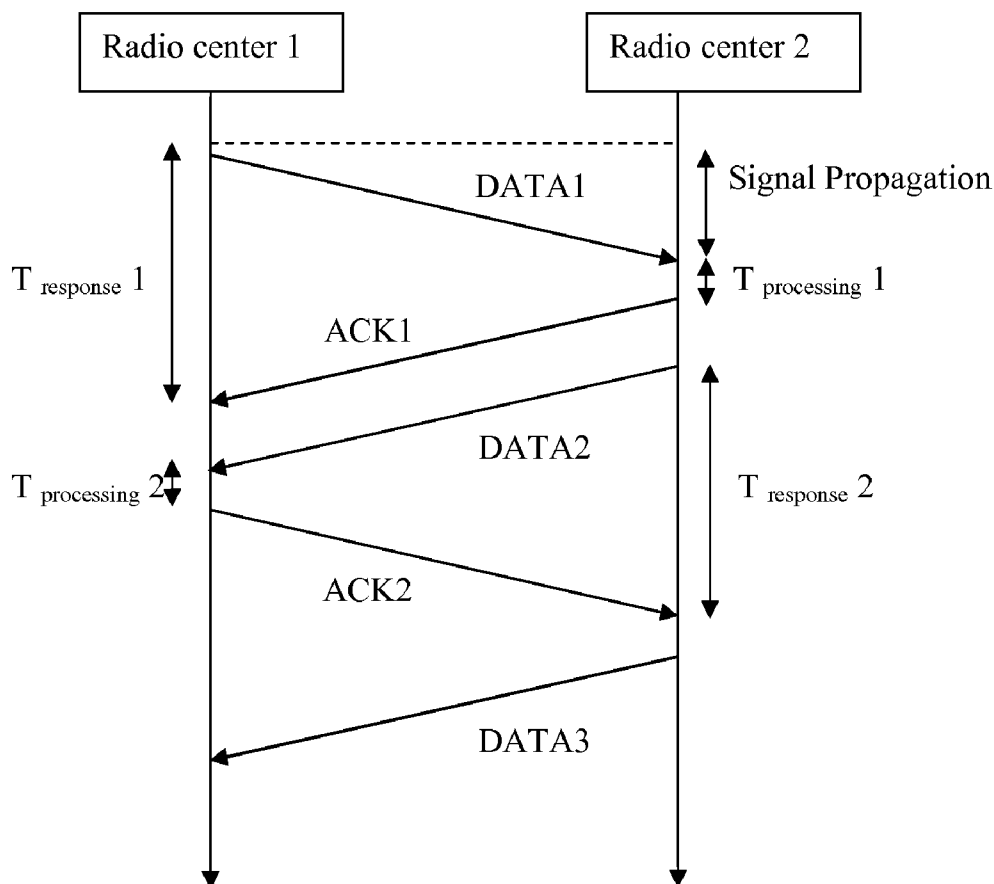 Radio center 1
Radio center 2
DATA1
Signal Propagation
T response 1
T processing 1
ACK1
DATA2
T processing 2
T response 2
ACK2
DATA3